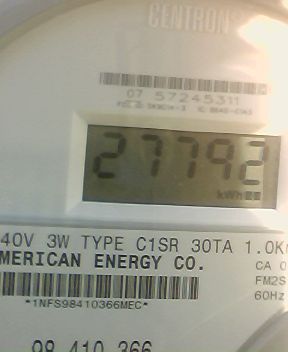 CENTRON
07 57245311
27792
kWh
40V 3W TYPE C1SR 30TA 1.0K
MERICAN ENERGY CO.
CA 0
FM2S
60Hz
*1NFS98410366MEC*
98 410 366